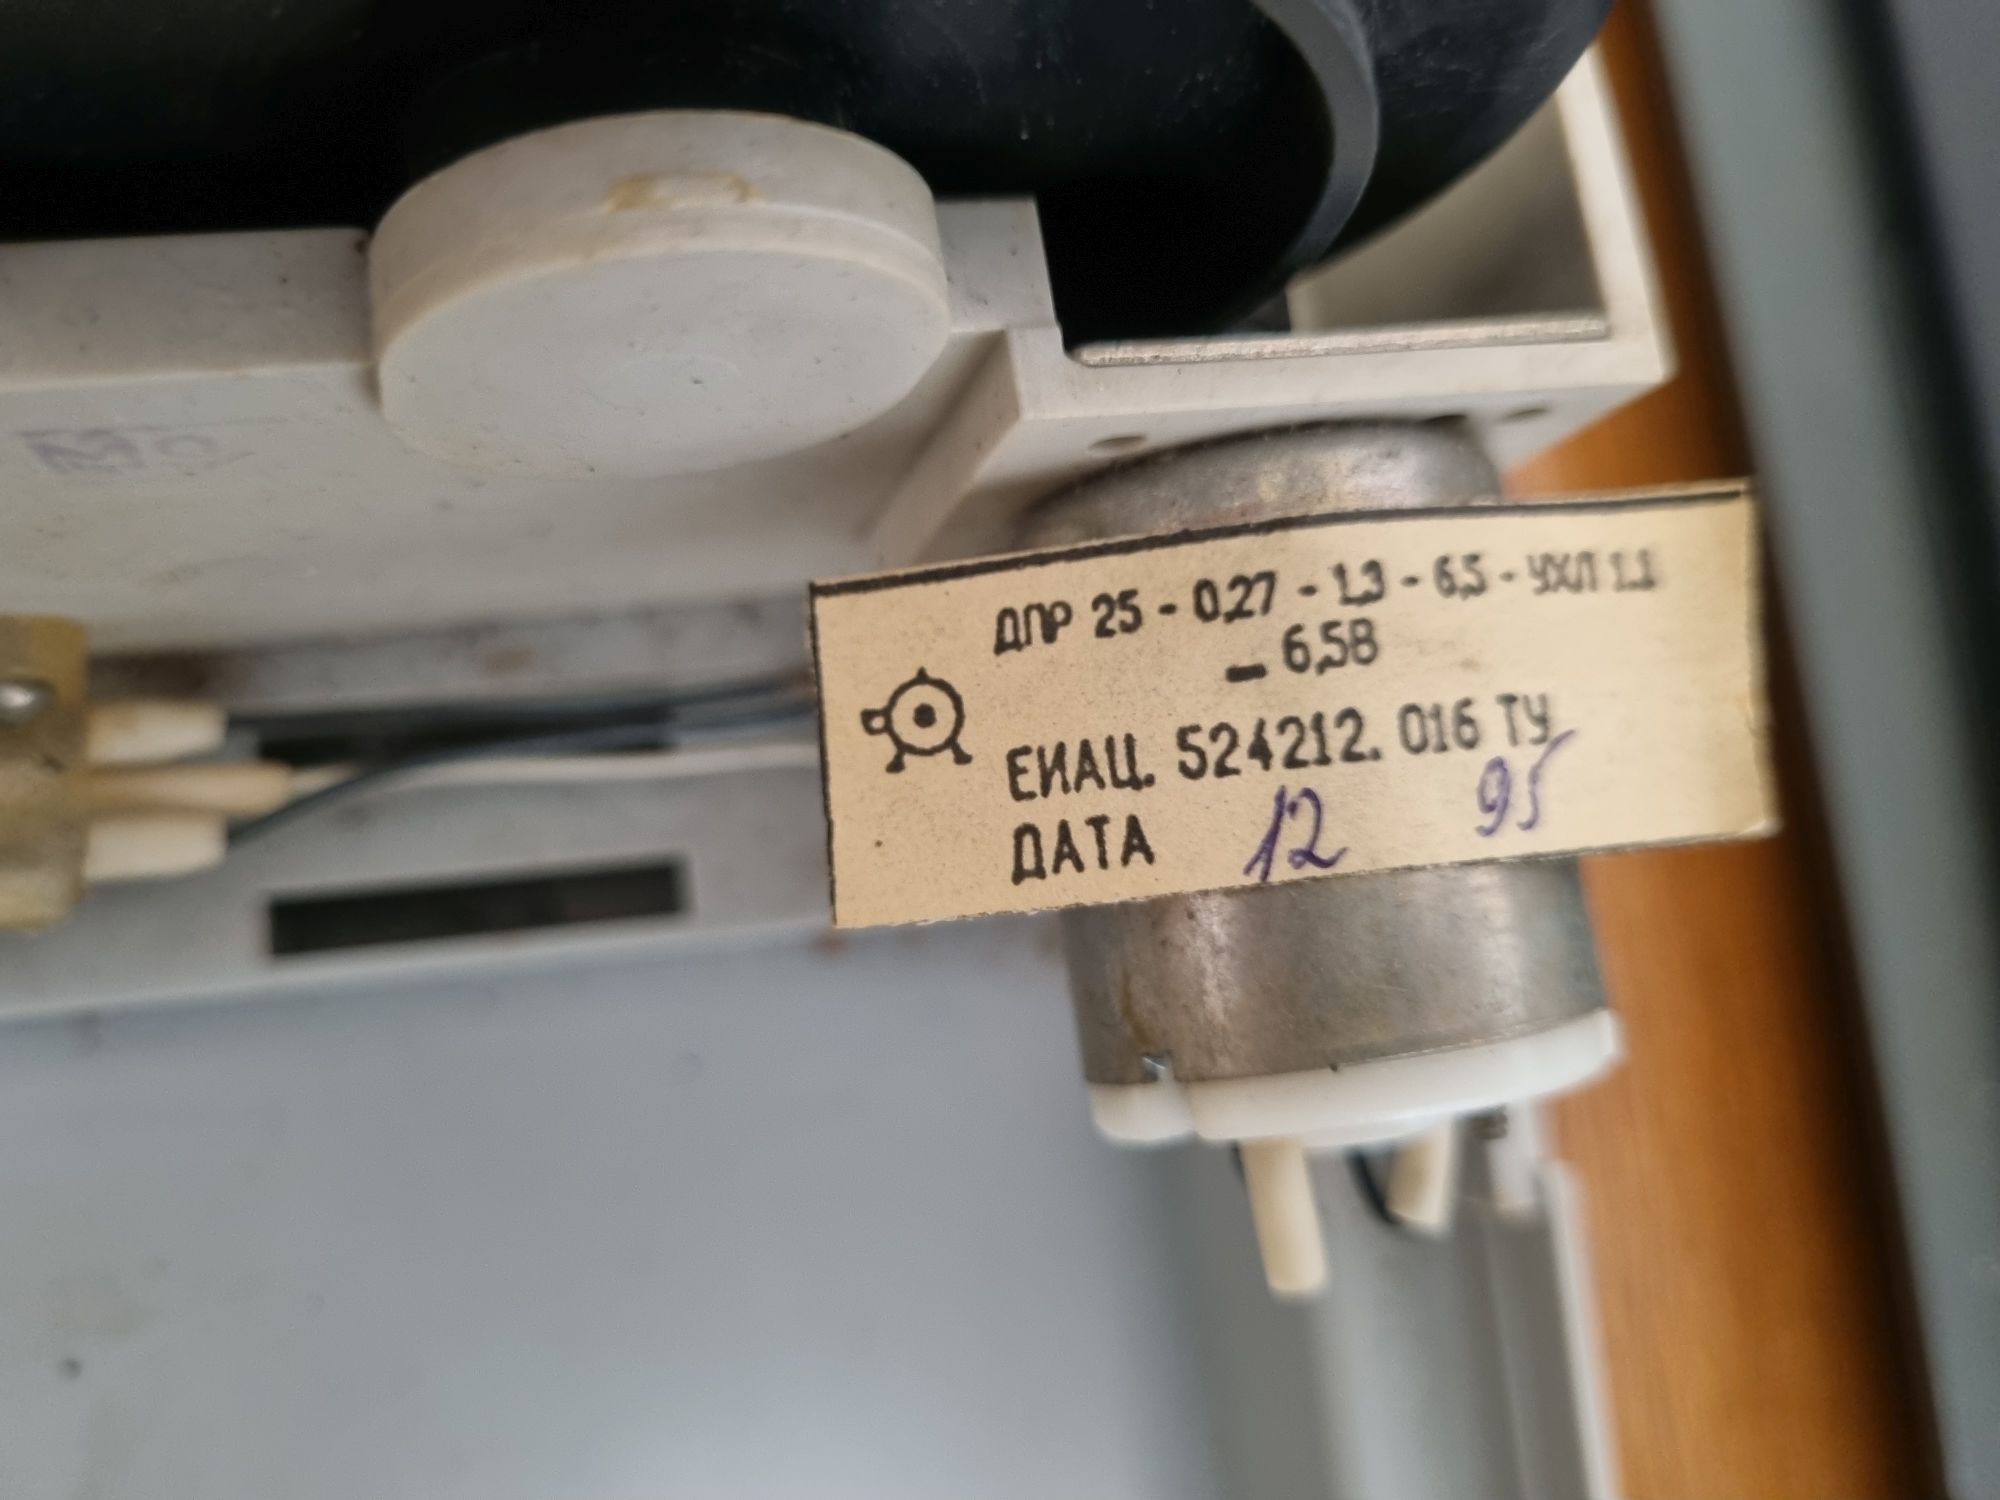 ДПР 25 - 0,27 - 1,3 - 6,5 - УХЛ 1.1
— 6,5В
ЕИАЦ. 524212. 016 ТУ
ДАТА 12 95